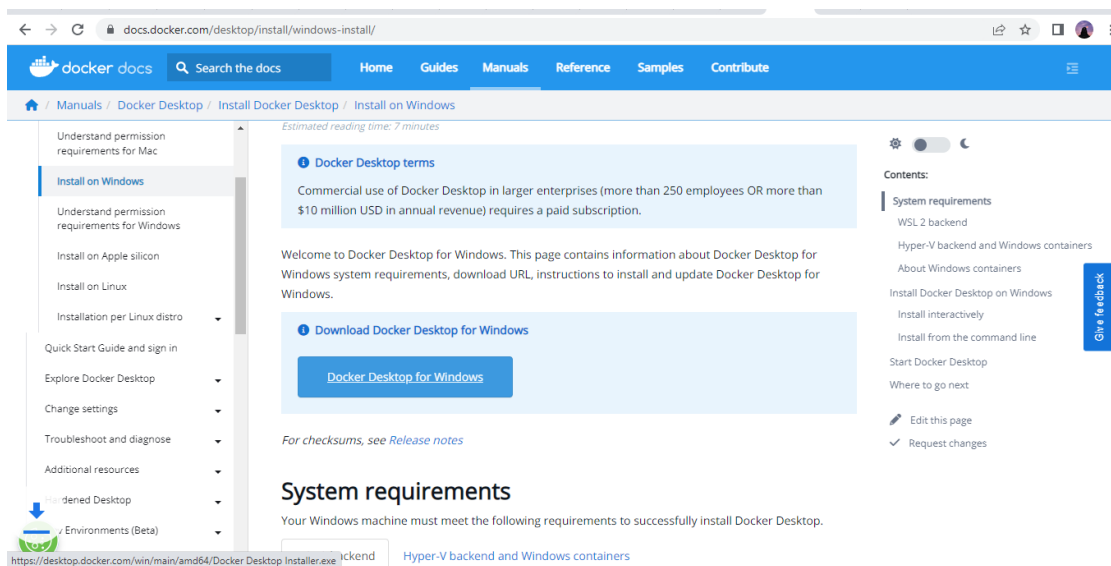 docs.docker.com/desktop/install/windows-install/
docker docs
Search the docs
Home
Guides
Manuals
Reference
Samples
Contribute
/ Manuals / Docker Desktop / Install Docker Desktop / Install on Windows
Understand permission
requirements for Mac
Install on Windows
Understand permission
requirements for Windows
Install on Apple silicon
Install on Linux
Installation per Linux distro
Quick Start Guide and sign in
Explore Docker Desktop
Change settings
Troubleshoot and diagnose
Additional resources
Desktop
Environments (Beta)
https://desktop.docker.com/win/main/amd64/Docker Desktop Installer.exe
Estimated reading time: 7 minutes
Docker Desktop terms
Commercial use of Docker Desktop in larger enterprises (more than 250 employees OR more than
$10 million USD in annual revenue) requires a paid subscription.
Welcome to Docker Desktop for Windows. This page contains information about Docker Desktop for
Windows system requirements, download URL, instructions to install and update Docker Desktop for
Windows.
Download Docker Desktop for Windows
Docker Desktop for Windows
For checksums, see Release notes
System requirements
Your Windows machine must meet the following requirements to successfully install Docker Desktop.
Hyper-V backend and Windows containers
Contents:
System requirements
WSL 2 backend
Hyper-V backend and Windows containers
About Windows containers
Install Docker Desktop on Windows
Install interactively
Install from the command line
Start Docker Desktop
Where to go next
Edit this page
Request changes
Give feedback